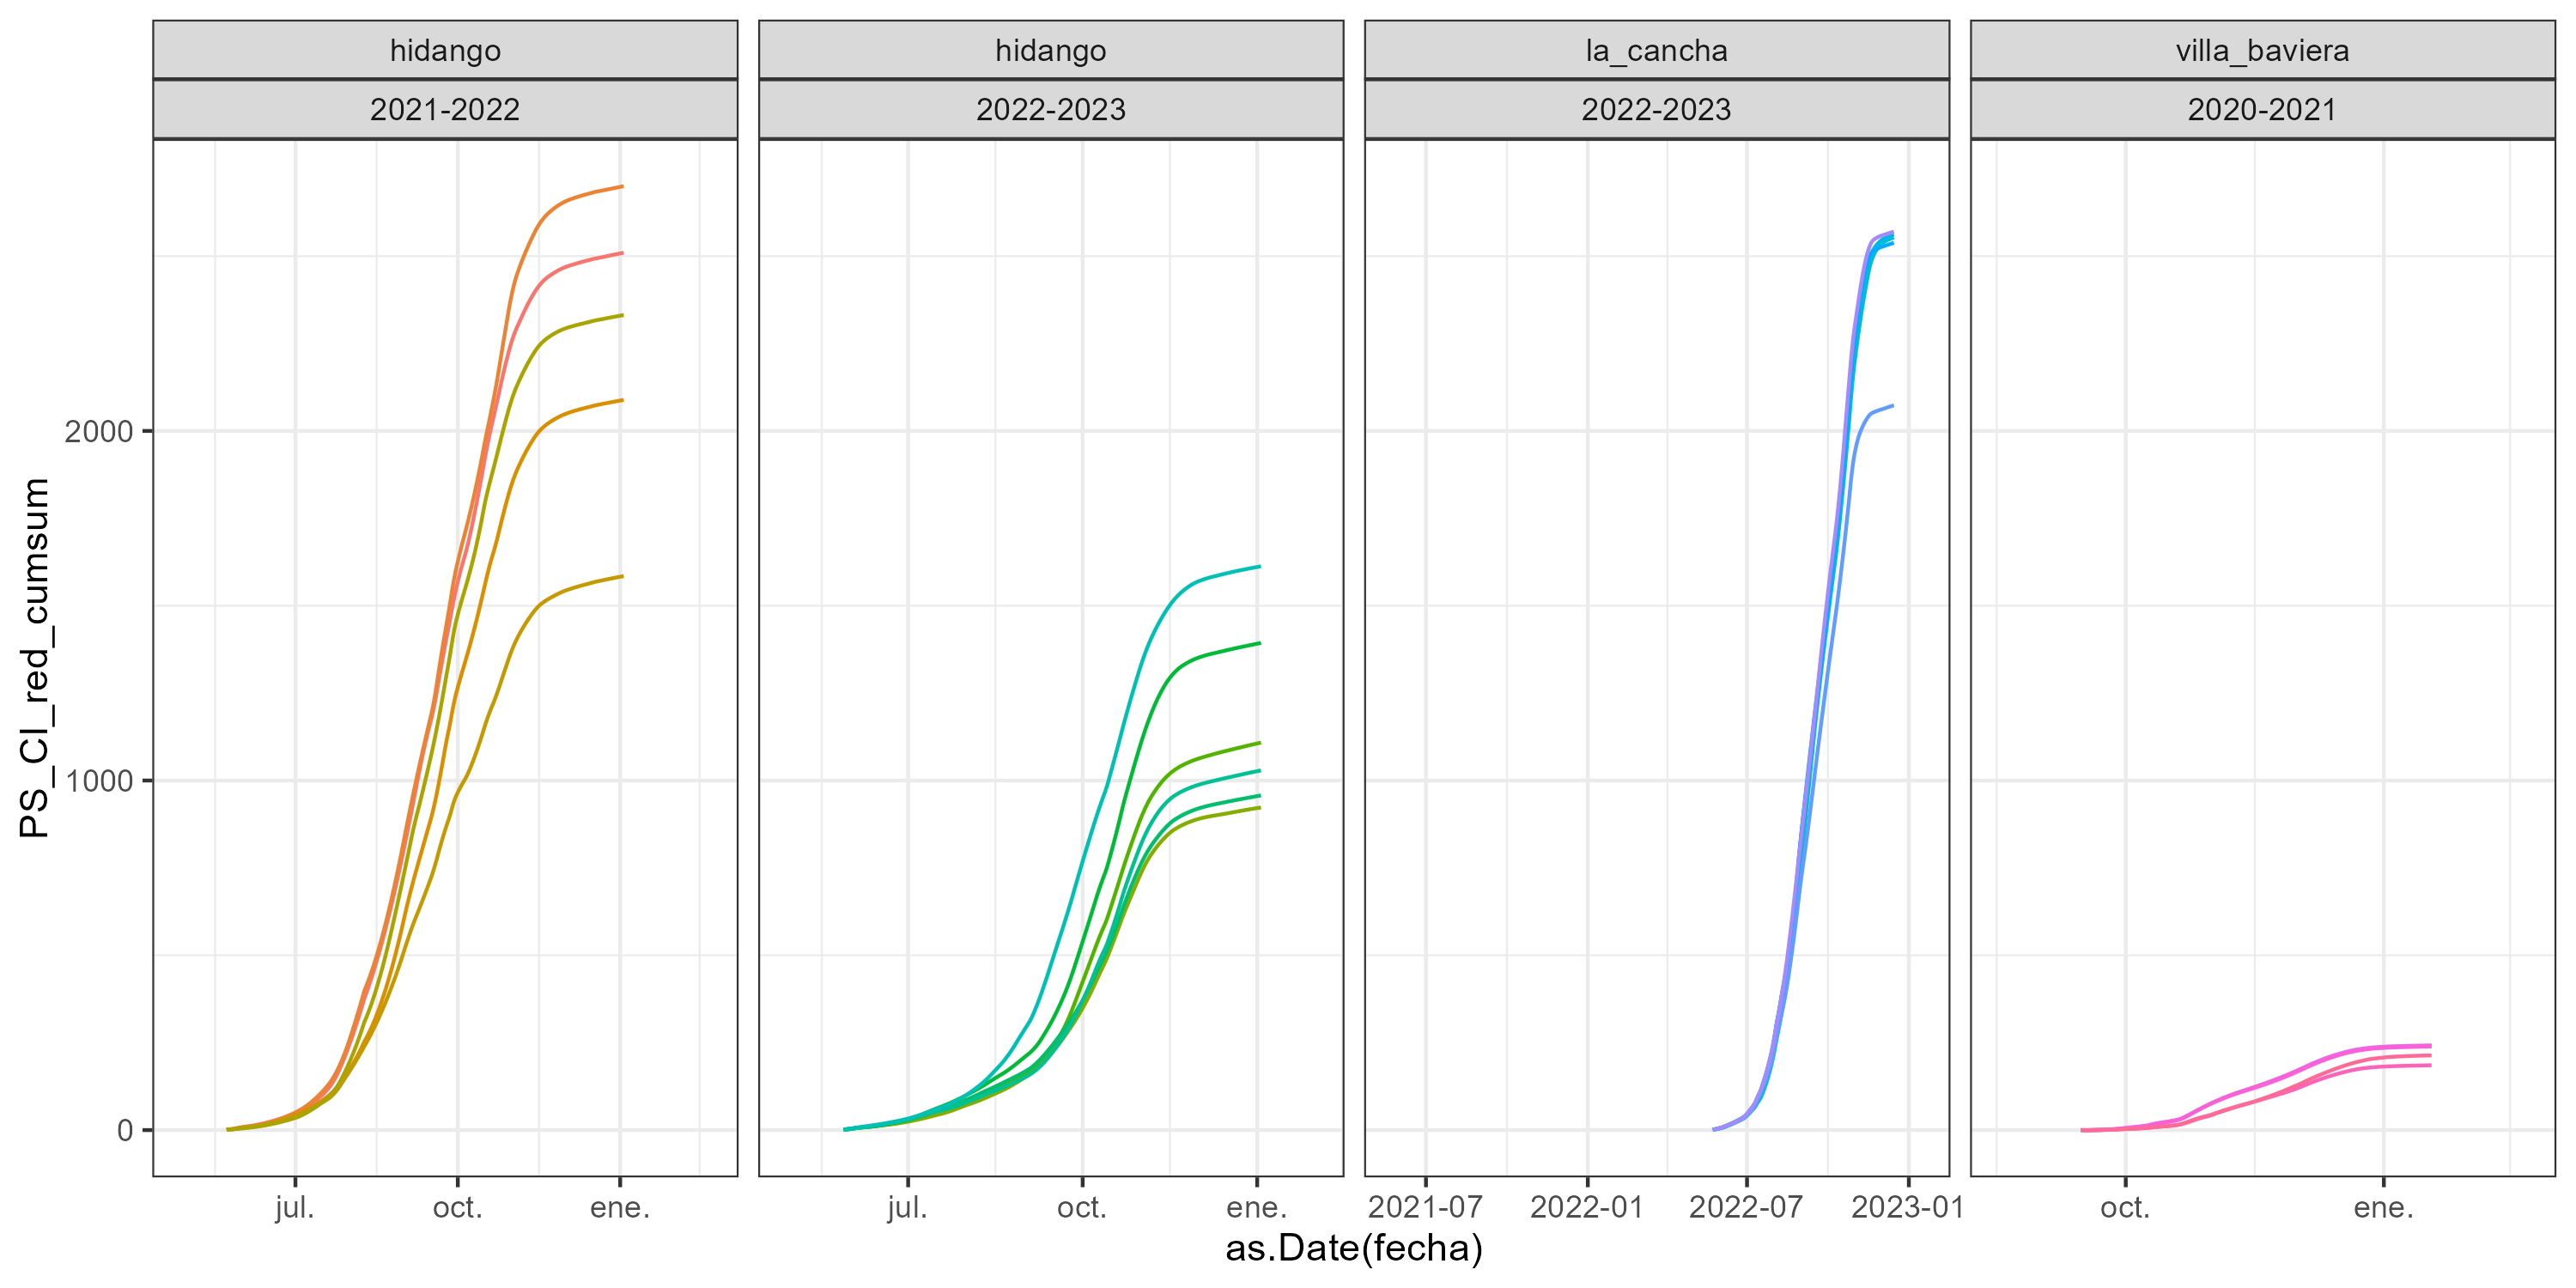 hidango
hidango
la_cancha
villa_baviera
2021-2022
2022-2023
2022-2023
2020-2021
PS_CI_red_cumsum
2000
1000
0
jul.
oct.
ene.
jul.
oct.
ene.
2021-07
2022-01
2022-07
2023-01
oct.
ene.
as.Date(fecha)